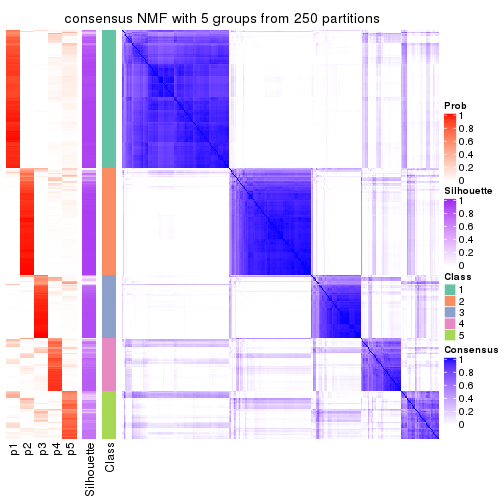 consensus NMF with 5 groups from 250 partitions
Prob
1
0.8
0.6
0.4
0.2
0
Silhouette
1
0.8
0.6
0.4
0.2
0
Class
1
2
3
4
5
Consensus
1
0.8
0.6
0.4
0.2
0
p1
p2
p3
p4
p5
Silhouette
Class